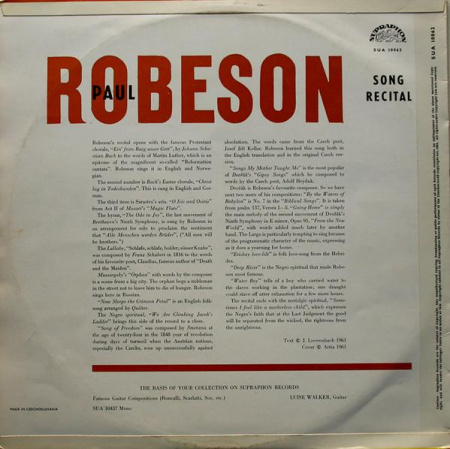 SUPRAPHON
SUA 10062
ROBESON
PAUL
SONG
RECITAL
Robeson's recital opens with the famous Protestant
chorale, "Ein' feste Burg unser Gott", by Johann Seba-
stian Bach to the words of Martin Luther, which is an
epitome of the magnificent so-called "Reformation
cantata". Robeson sings it in English and Norwe-
gian.
The second number is Bach's Easter chorale, "Christ
lag in Todesbanden". This is sung in English and Ger-
man.
The third item is Sarastro's aria, "O Isis und Osiris"
from Act II of Mozart's "Magic Flute".
The hymn, "The Ode to Joy", the last movement of
Beethoven's Ninth Symphony, is sung by Robeson in
an arrangement for solo to proclaim the sentiment
that "Alle Menschen werden Brüder", ("All men will
be brothers.")
The Lullaby, "Schlafe, schlafe, holder, süsser Knabe",
was composed by Franz Schubert in 1816 to the words
of his favourite poet, Claudius, famous author of "Death
and the Maiden".
Mussorgsky's "Orphan" with words by the composer
is a scene from a big city. The orphan begs a nobleman
in the street not to leave him to die of hunger. Robeson
sings here in Russian.
"Now Sleeps the Crimson Petal" is an English folk-
song arranged by Quilter.
The Negro spiritual, "We Are Climbing Jacob's
Ladder" brings this side of the record to a close.
"Song of Freedom" was composed by Smetana at
the age of twenty-four in the 1848 year of revolution
during days of turmoil when the Austrian nations,
especially the Czechs, rose up unsuccessfully against
absolutism. The words came from the Czech poet,
Josef Jiří Kollar. Robeson learned this song both in
the English translation and in the original Czech ver-
sion.
"Songs My Mother Taught Me" is the most popular
of Dvořák's "Gipsy Songs" which he composed to
words by the Czech poet, Adolf Heyduk.
Dvořák is Robeson's favourite composer. So we have
next two more of his compositions: "By the Waters of
Babylon" is No. 7 in the "Biblical Songs". It is taken
from psalm 137, Verses 1-5. "Going Home" is simply
the main melody of the second movement of Dvořák's
Ninth Symphony in E minor, Opus 95, "From the New
World", with words added much later by another
hand. The Largo is particularly tempting to sing because
of the programmatic character of the music, expressing
as it does a yearning for home.
"Eriskay love-lilt" is folk love-song from the Hebri-
des.
"Deep River" is the Negro spiritual that made Robe-
son most famous.
"Water Boy" tells of a boy who carried water to
the slaves working in the plantation; one draught
could stave off utter exhaustion for a few more hours.
The recital ends with the nostalgic spiritual, "Some-
times I feel like a motherless child", which expresses
the Negro's faith that at the Last Judgment the good
will be separated from the wicked, the righteous from
the unrighteous.
Text © J. Loewenbach 1961
Cover © Artia 1961
THE BASIS OF YOUR COLLECTION ON SUPRAPHON RECORDS
Famous Guitar Compositions (Roncalli, Scarlatti, Sor, etc.)
LUISE WALKER, Guitar
SUA 10437 Mono
MADE IN CZECHOSLOVAKIA